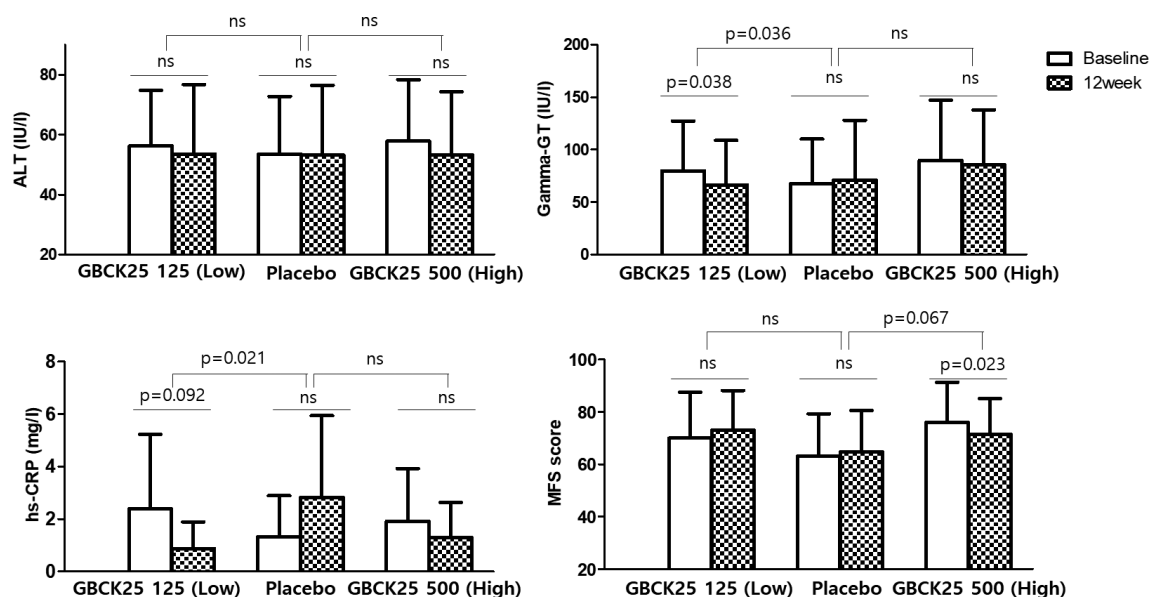 ns
ns
ns
ns
ns
80
60
40
20
ALT (IU/l)
GBCK25 125 (Low)
Placebo
GBCK25 500 (High)
p=0.036
ns
p=0.038
ns
ns
200
150
100
50
0
Gamma-GT (IU/l)
GBCK25 125 (Low)
Placebo
GBCK25 500 (High)
Baseline
12week
p=0.021
ns
p=0.092
ns
ns
8
6
4
2
0
hs-CRP (mg/l)
GBCK25 125 (Low)
Placebo
GBCK25 500 (High)
ns
p=0.067
ns
ns
p=0.023
100
80
60
40
20
MFS score
GBCK25 125 (Low)
Placebo
GBCK25 500 (High)